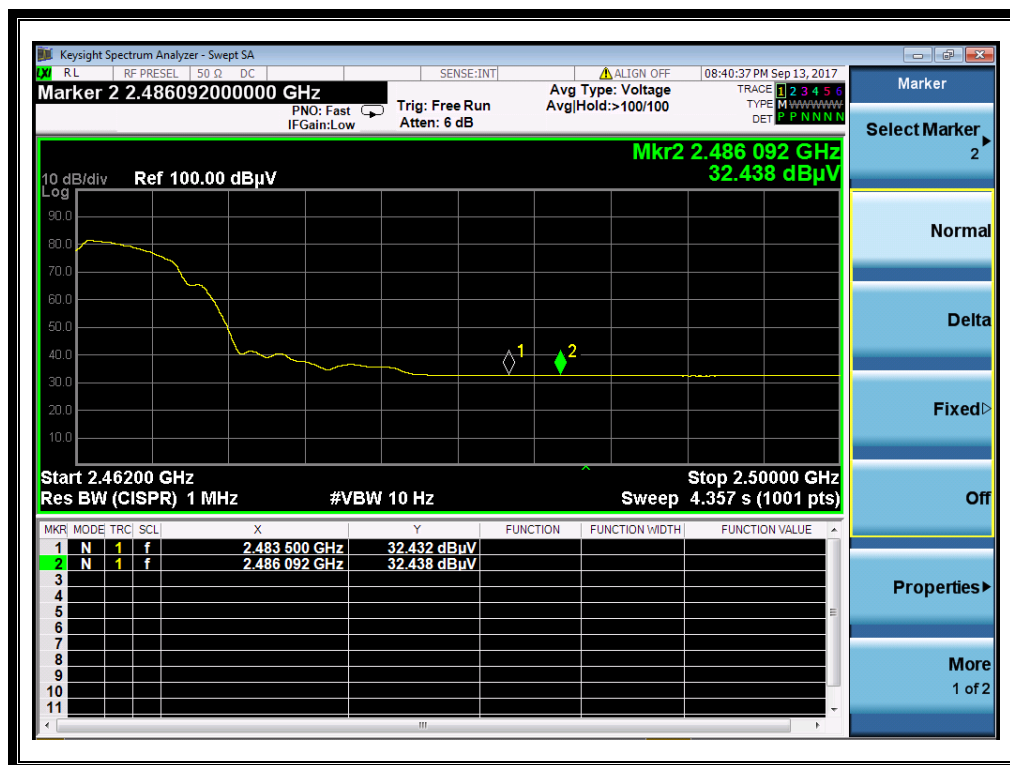 Keysight Spectrum Analyzer - Swept SA
LXI RL RF PRESEL 50 Ω DC SENSE:INT ALIGN OFF 08:40:37 PM Sep 13, 2017
Marker 2 2.486092000000 GHz
PNO: Fast
IFGain:Low
Trig: Free Run
Atten: 6 dB
Avg Type: Voltage
Avg|Hold:>100/100
TRACE 1 2 3 4 5 6
TYPE M WWWWW
DET P P N N N N
Mkr2 2.486 092 GHz
32.438 dBµV
10 dB/div Ref 100.00 dBµV
Log
90.0
80.0
70.0
60.0
50.0
40.0
30.0
20.0
10.0
1
2
Start 2.46200 GHz Stop 2.50000 GHz
Res BW (CISPR) 1 MHz #VBW 10 Hz Sweep 4.357 s (1001 pts)
MKR MODE TRC SCL X Y FUNCTION FUNCTION WIDTH FUNCTION VALUE
1 N 1 f 2.483 500 GHz 32.432 dBµV
2 N 1 f 2.486 092 GHz 32.438 dBµV
3
4
5
6
7
8
9
10
11
Marker
Select Marker
2
Normal
Delta
Fixed
Off
Properties
More
1 of 2